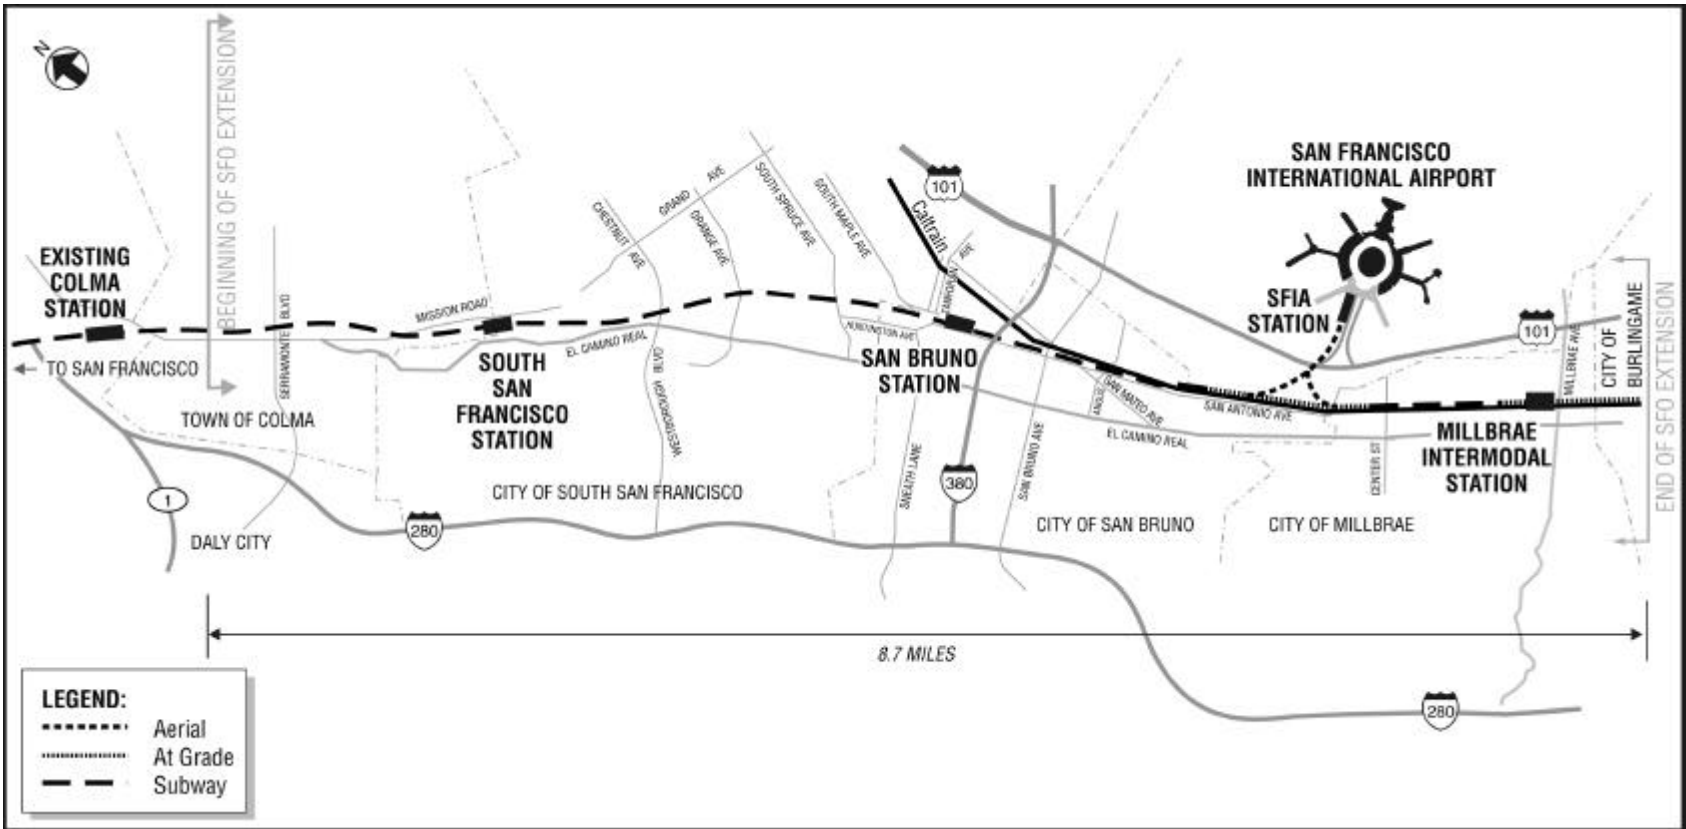 N
BEGINNING OF SFO EXTENSION
EXISTING
COLMA
STATION
TO SAN FRANCISCO
TOWN OF COLMA
SERRAMONTE BLVD
1
DALY CITY
280
MISSION ROAD
SOUTH
SAN
FRANCISCO
STATION
EL CAMINO REAL
CITY OF SOUTH SAN FRANCISCO
CHESTNUT AVE
GRAND AVE
ORANGE AVE
WESTBOROUGH BLVD
SOUTH SPRUCE AVE
SOUTH MAPLE AVE
HUNTINGTON AVE
Caltrain
101
TANFORAN AVE
SAN BRUNO
STATION
SNEATH LANE
380
SAN BRUNO AVE
ANGUS
SAN MATEO AVE
SAN ANTONIO AVE
EL CAMINO REAL
CITY OF SAN BRUNO
SAN FRANCISCO
INTERNATIONAL AIRPORT
SFIA
STATION
101
CITY OF MILLBRAE
CENTER ST
MILLBRAE
INTERMODAL
STATION
MILLBRAE AVE
CITY OF
BURLINGAME
END OF SFO EXTENSION
8.7 MILES
280
LEGEND:
Aerial
At Grade
Subway